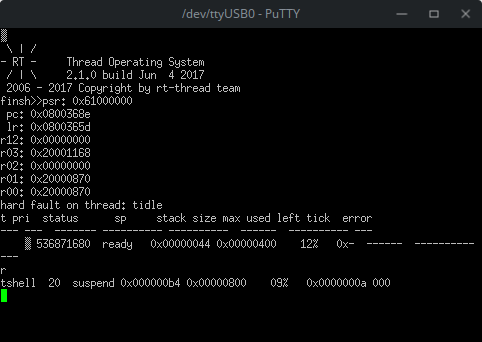 /dev/ttyUSB0 - PuTTY
\ | /
- RT -     Thread Operating System
/ | \     2.1.0 build Jun  4 2017
2006 - 2017 Copyright by rt-thread team
finsh>>psr: 0x61000000
pc: 0x0800368e
lr: 0x0800365d
r12: 0x00000000
r03: 0x20001168
r02: 0x00000000
r01: 0x20000870
r00: 0x20000870
hard fault on thread: tidle
t pri  status      sp     stack size max used left tick  error
--- ---  ------- ---------- ----------  ------  ---------- ---
▒ 536871680  ready   0x00000044 0x00000400    12%   0x-  ------  ----------
---
r
tshell  20  suspend 0x000000b4 0x00000800    09%   0x0000000a 000